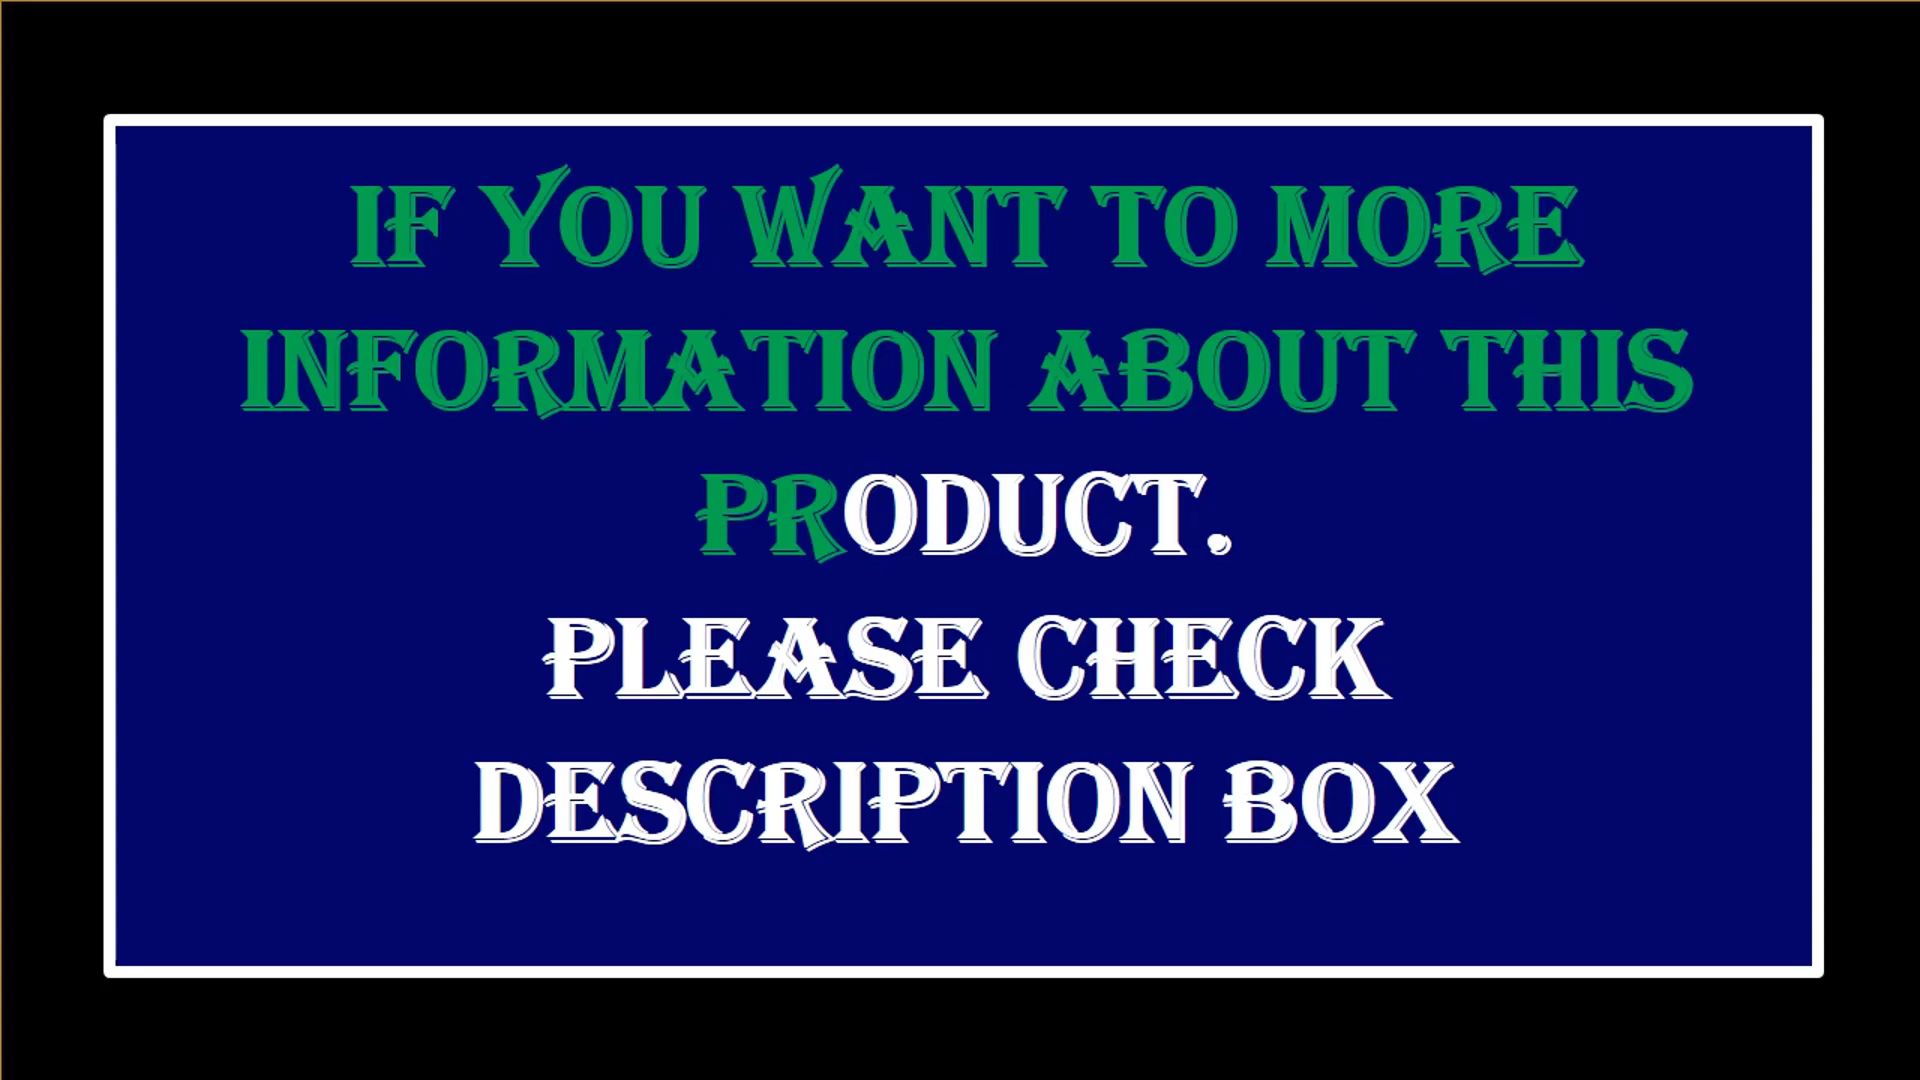 IF YOU WANT TO MORE
INFORMATION ABOUT THIS
PRODUCT.
PLEASE CHECK
DESCRIPTION BOX